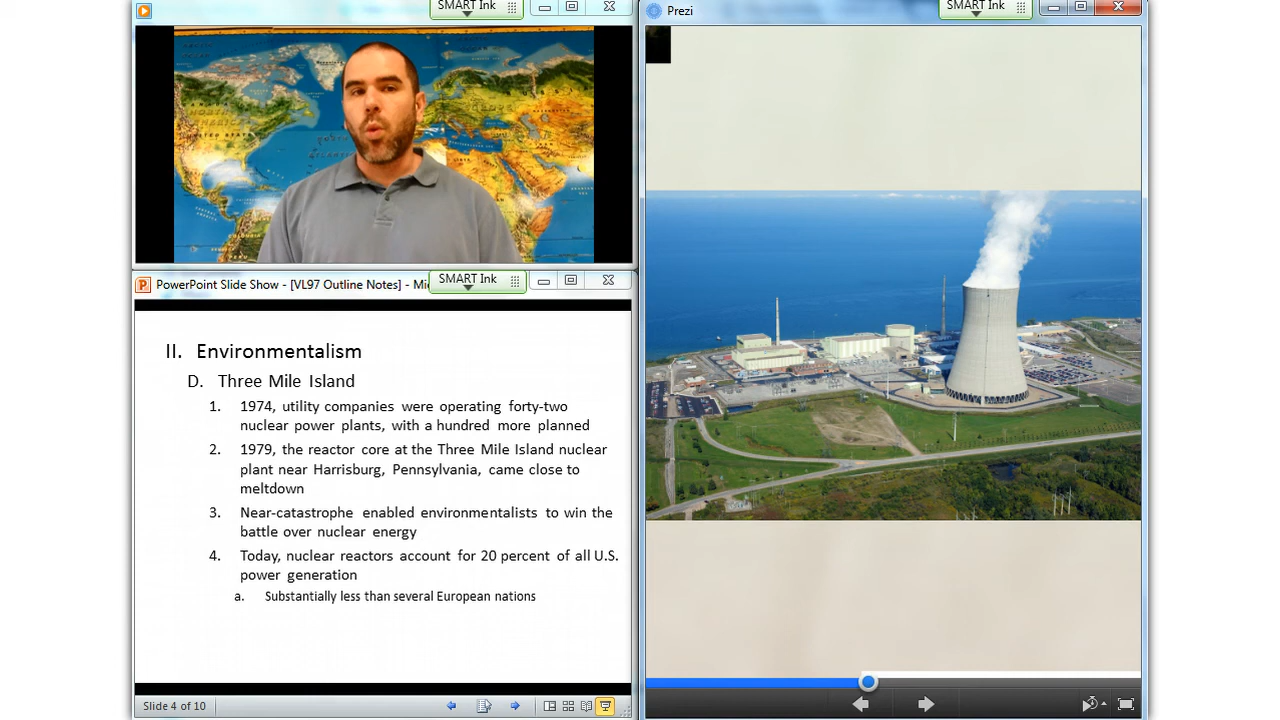 SMART Ink
PowerPoint Slide Show - [VL97 Outline Notes] - Mi
SMART Ink
II. Environmentalism
D. Three Mile Island
1. 1974, utility companies were operating forty-two
nuclear power plants, with a hundred more planned
2. 1979, the reactor core at the Three Mile Island nuclear
plant near Harrisburg, Pennsylvania, came close to
meltdown
3. Near-catastrophe enabled environmentalists to win the
battle over nuclear energy
4. Today, nuclear reactors account for 20 percent of all U.S.
power generation
a. Substantially less than several European nations
Slide 4 of 10
Prezi
SMART Ink